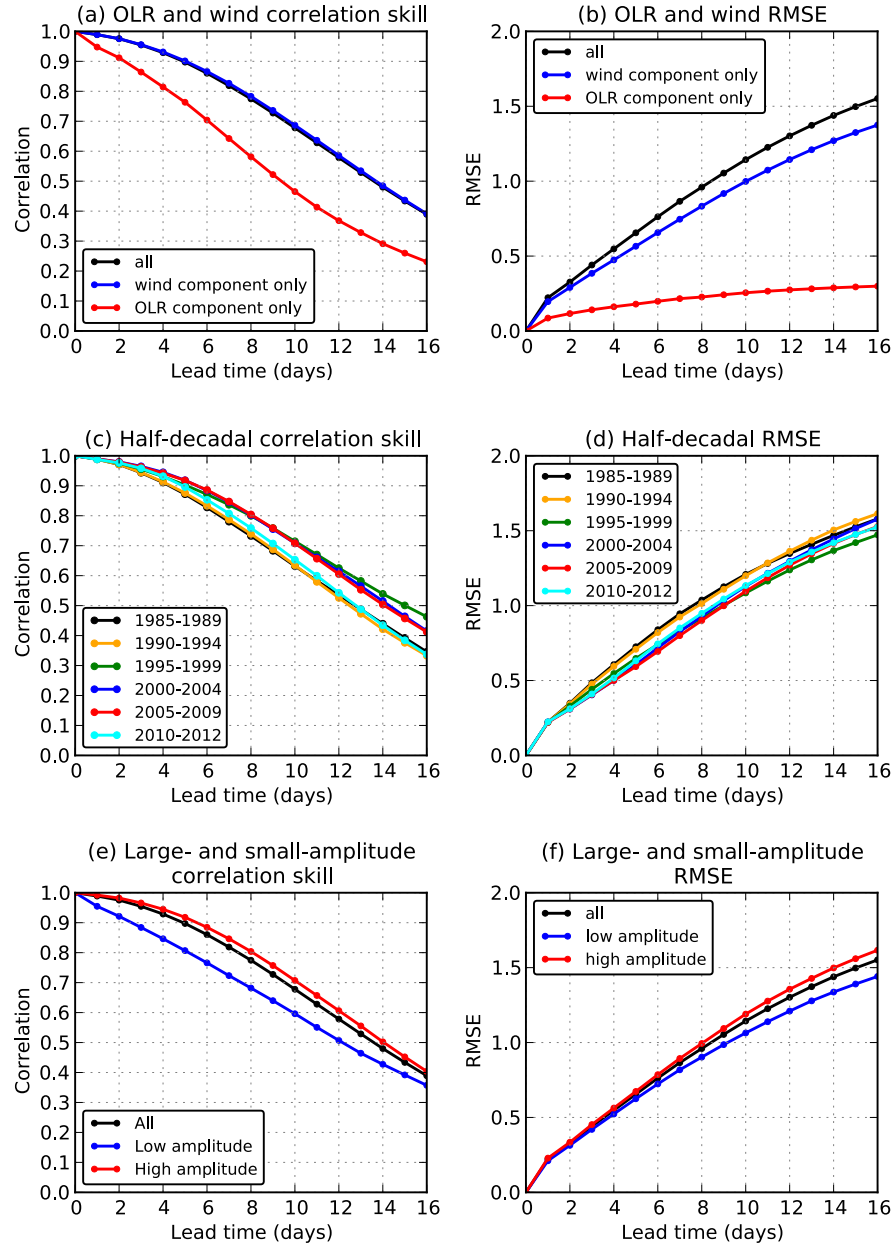 (a) OLR and wind correlation skill
1.0
0.9
0.8
0.7
0.6
0.5
0.4
0.3
0.2
0.1
0.0
Correlation
all
wind component only
OLR component only
0 2 4 6 8 10 12 14 16
Lead time (days)
(b) OLR and wind RMSE
2.0
1.5
1.0
0.5
0.0
RMSE
all
wind component only
OLR component only
0 2 4 6 8 10 12 14 16
Lead time (days)
(c) Half-decadal correlation skill
1.0
0.9
0.8
0.7
0.6
0.5
0.4
0.3
0.2
0.1
0.0
Correlation
1985-1989
1990-1994
1995-1999
2000-2004
2005-2009
2010-2012
0 2 4 6 8 10 12 14 16
Lead time (days)
(d) Half-decadal RMSE
2.0
1.5
1.0
0.5
0.0
RMSE
1985-1989
1990-1994
1995-1999
2000-2004
2005-2009
2010-2012
0 2 4 6 8 10 12 14 16
Lead time (days)
(e) Large- and small-amplitude
correlation skill
1.0
0.9
0.8
0.7
0.6
0.5
0.4
0.3
0.2
0.1
0.0
Correlation
All
Low amplitude
High amplitude
0 2 4 6 8 10 12 14 16
Lead time (days)
(f) Large- and small-amplitude
RMSE
2.0
1.5
1.0
0.5
0.0
RMSE
all
low amplitude
high amplitude
0 2 4 6 8 10 12 14 16
Lead time (days)